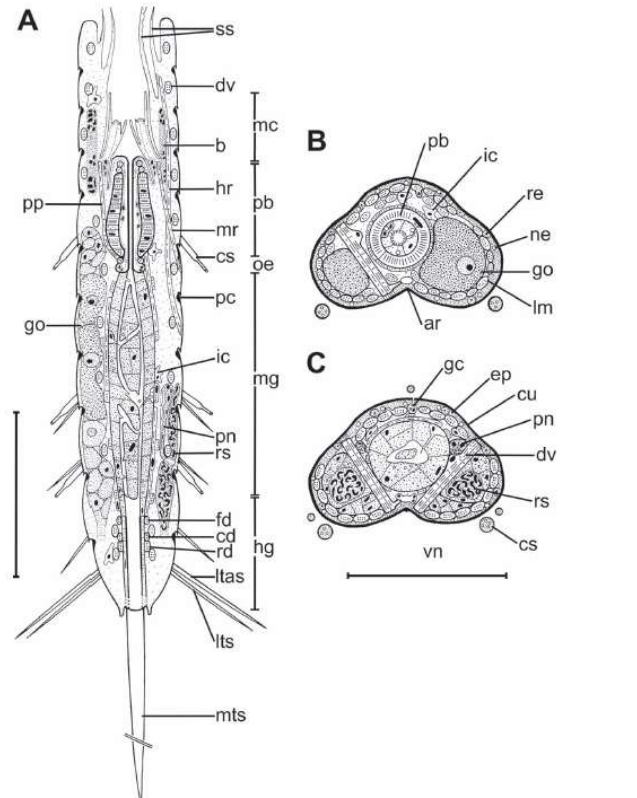 A
ss
dv
mc
b
hr
pp
pb
mr
cs
oe
pc
go
ic
mg
pn
rs
fd
cd
hg
rd
ltas
lts
mts
B
pb
ic
re
ne
go
lm
ar
C
gc
ep
cu
pn
dv
rs
cs
vn